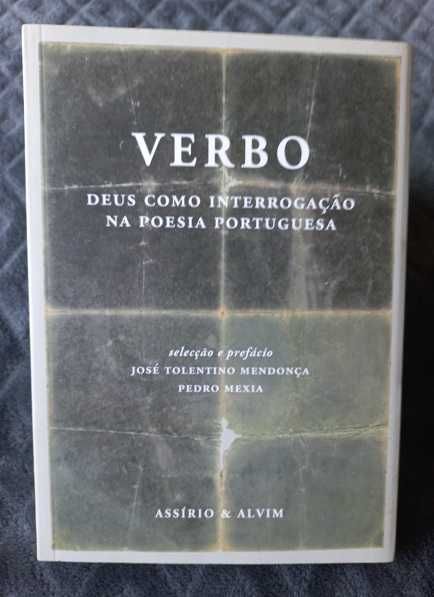 VERBO
DEUS COMO INTERROGAÇÃO
NA POESIA PORTUGUESA
selecção e prefácio
JOSÉ TOLENTINO MENDONÇA
PEDRO MEXIA
ASSÍRIO & ALVIM